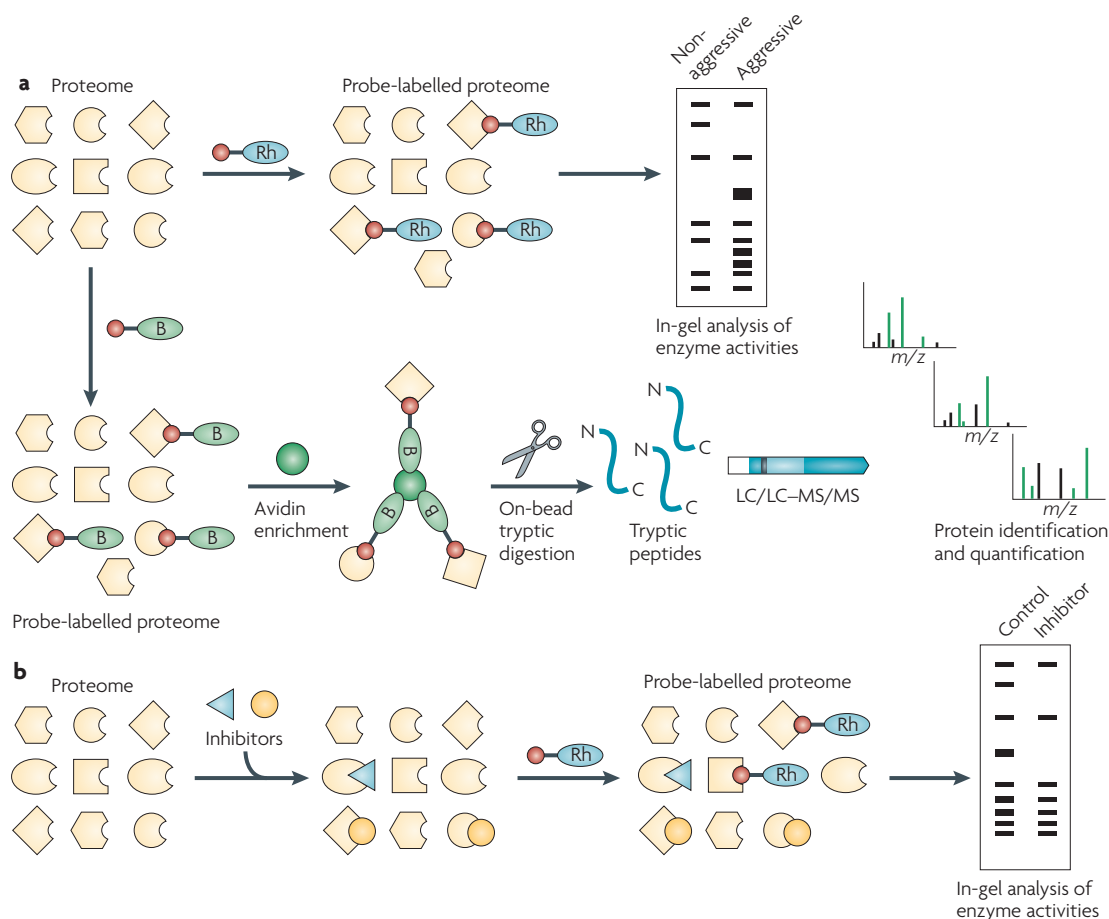 a
Proteome
Probe-labelled proteome
Non-
aggressive
Aggressive
Rh
Rh
Rh
Rh
In-gel analysis of
enzyme activities
B
m/z
m/z
m/z
B
B
B
Avidin
enrichment
B
B
B
On-bead
tryptic
digestion
N
N
N
C
C
C
Tryptic
peptides
LC/LC–MS/MS
Protein identification
and quantification
Probe-labelled proteome
b
Proteome
Inhibitors
Rh
Probe-labelled proteome
Rh
Rh
Control
Inhibitor
In-gel analysis of
enzyme activities